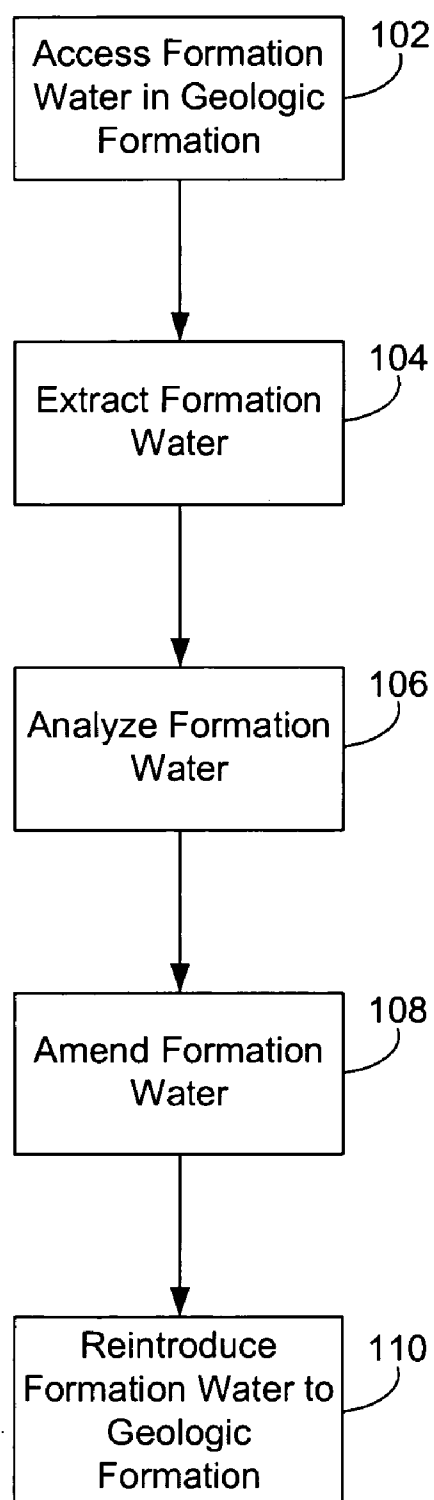 Access Formation
Water in Geologic
Formation
102
Extract Formation
Water
104
Analyze Formation
Water
106
Amend Formation
Water
108
Reintroduce
Formation Water to
Geologic
Formation
110